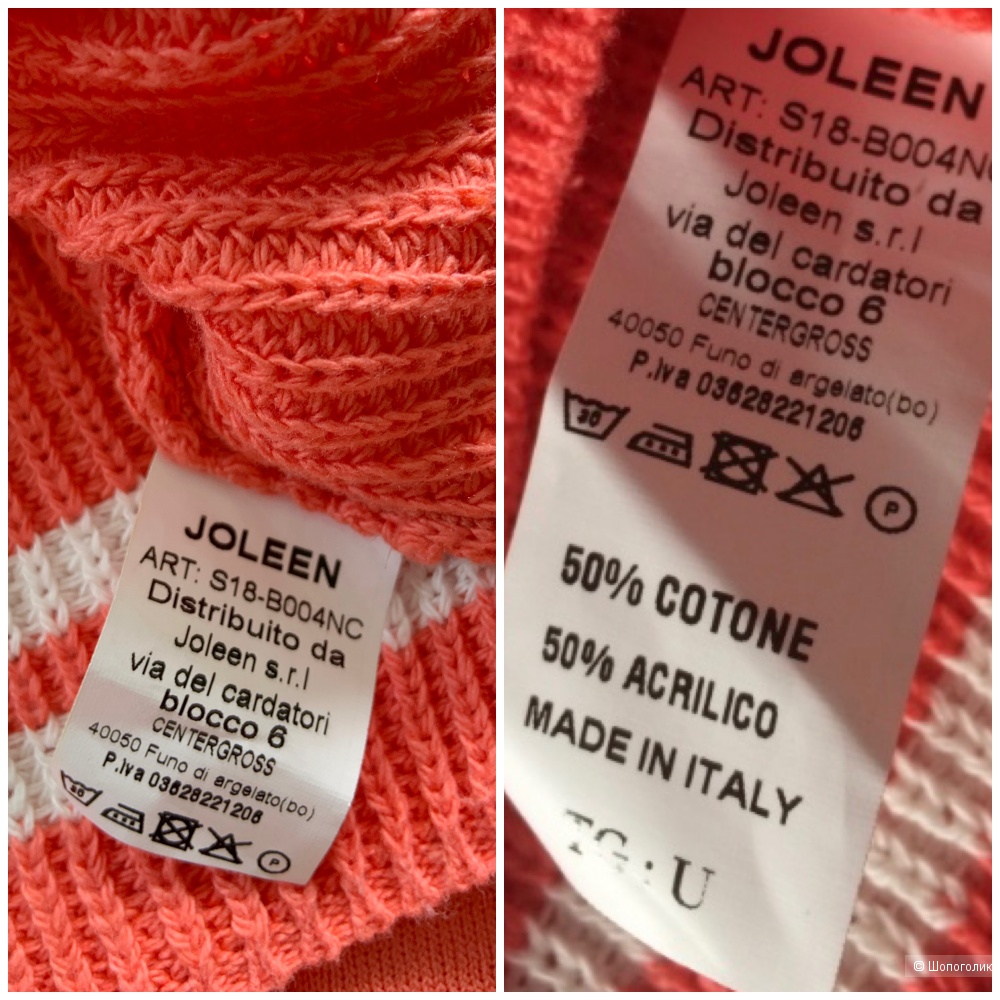 JOLEEN
ART: S18-B004NC
Distribuito da
Joleen s.r.l
via del cardatori
blocco 6
CENTERGROSS
40050 Funo di argelato(bo)
P.Iva 03628221206
30
P
JOLEEN
ART: S18-B004NC
Distribuito da
Joleen s.r.l
via del cardatori
blocco 6
CENTERGROSS
40050 Funo di argelato(bo)
P.Iva 03628221206
30
P
50% COTONE
50% ACRILICO
MADE IN ITALY
TG: U
© Шопоголик